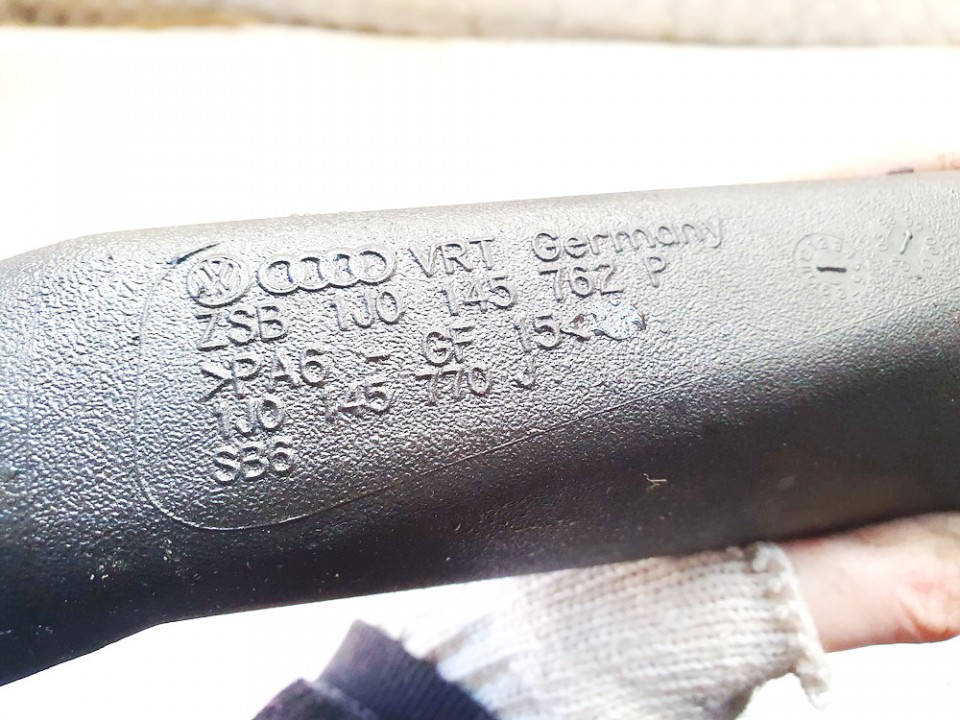 VRT Germany
ZSB 1J0 145 762 P
>PA6 - GF 15<
1J0 145 770 J
SB6